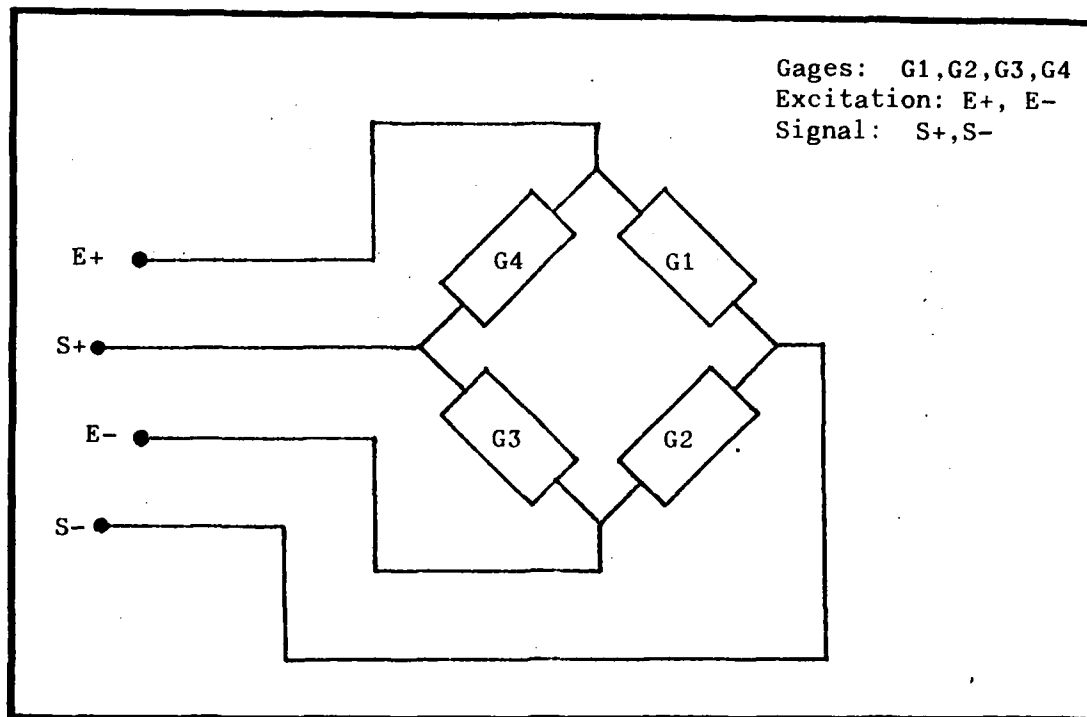 Gages: G1,G2,G3,G4
Excitation: E+, E-
Signal: S+,S-
G4
G1
E+
S+
G3
G2
E-
S-